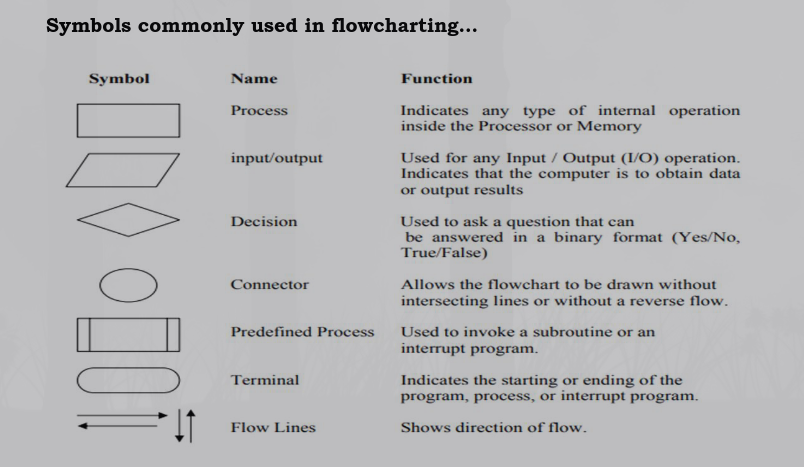 Symbols commonly used in flowcharting...
Symbol Name Function
Process Indicates any type of internal operation
inside the Processor or Memory
input/output Used for any Input / Output (I/O) operation.
Indicates that the computer is to obtain data
or output results
Decision Used to ask a question that can
be answered in a binary format (Yes/No,
True/False)
Connector Allows the flowchart to be drawn without
intersecting lines or without a reverse flow.
Predefined Process Used to invoke a subroutine or an
interrupt program.
Terminal Indicates the starting or ending of the
program, process, or interrupt program.
Flow Lines Shows direction of flow.